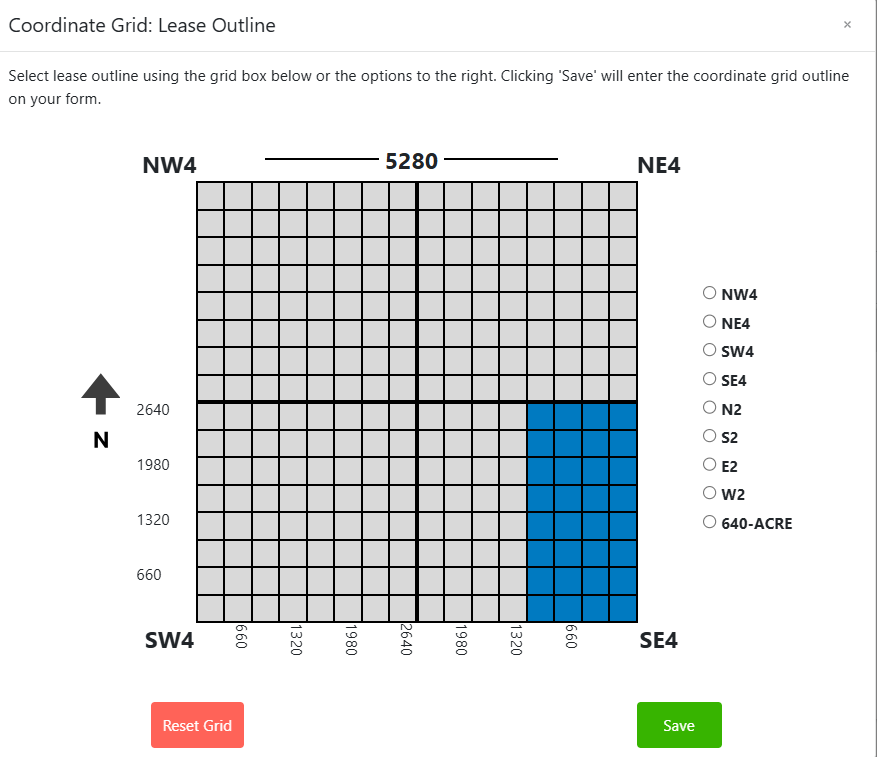 Coordinate Grid: Lease Outline
×
Select lease outline using the grid box below or the options to the right. Clicking 'Save' will enter the coordinate grid outline
on your form.
NW4
5280
NE4
NW4
NE4
SW4
SE4
N2
S2
E2
W2
640-ACRE
N
2640
1980
1320
660
SW4
660
1320
1980
2640
1980
1320
660
SE4
Reset Grid
Save